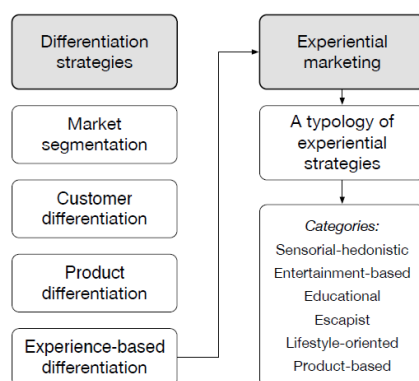 Differentiation
strategies
Market
segmentation
Customer
differentiation
Product
differentiation
Experience-based
differentiation
Experiential
marketing
A typology of
experiential
strategies
Categories:
Sensorial-hedonistic
Entertainment-based
Educational
Escapist
Lifestyle-oriented
Product-based